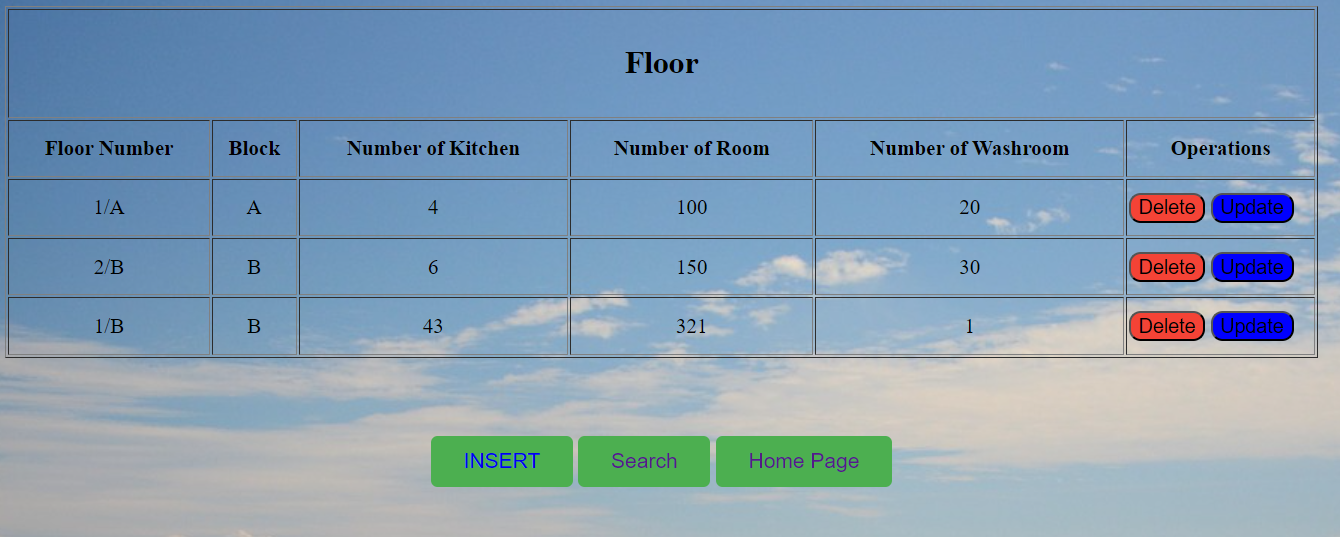 Floor
Floor Number Block Number of Kitchen Number of Room Number of Washroom Operations
1/A A 4 100 20 Delete Update
2/B B 6 150 30 Delete Update
1/B B 43 321 1 Delete Update
INSERT Search Home Page